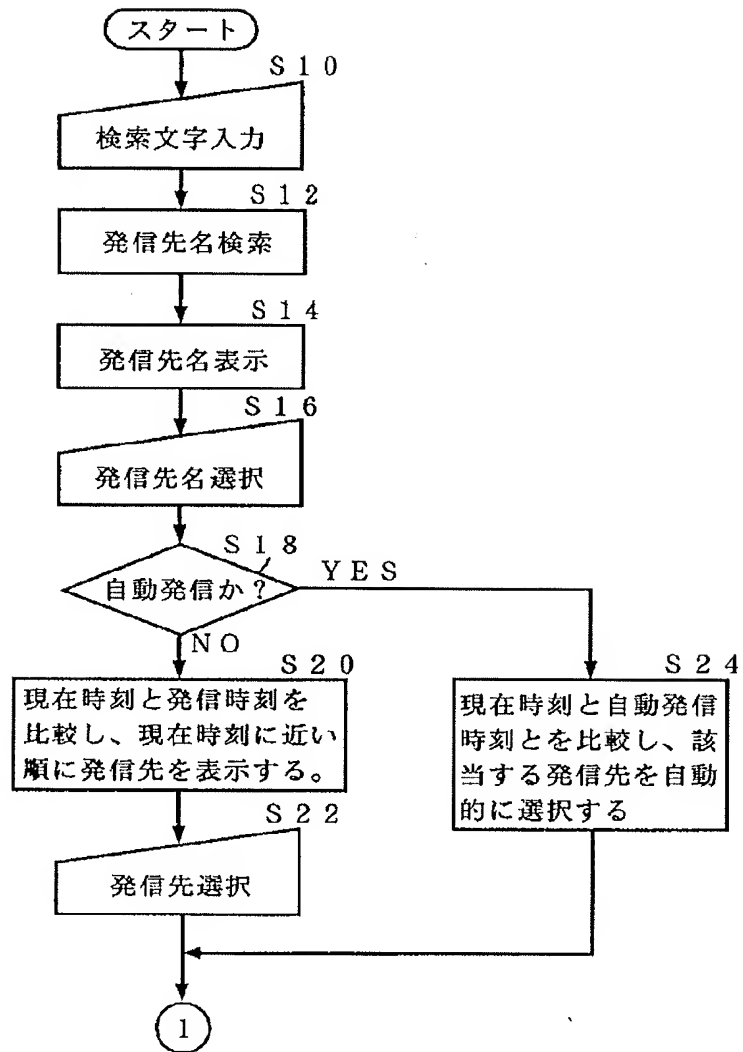 スタート
S10
検索文字入力
S12
発信先名検索
S14
発信先名表示
S16
発信先名選択
S18
自動発信か?
YES
NO
S20
現在時刻と発信時刻を
比較し、現在時刻に近い
順に発信先を表示する。
S24
現在時刻と自動発信
時刻とを比較し、該
当する発信先を自動
的に選択する
S22
発信先選択
1